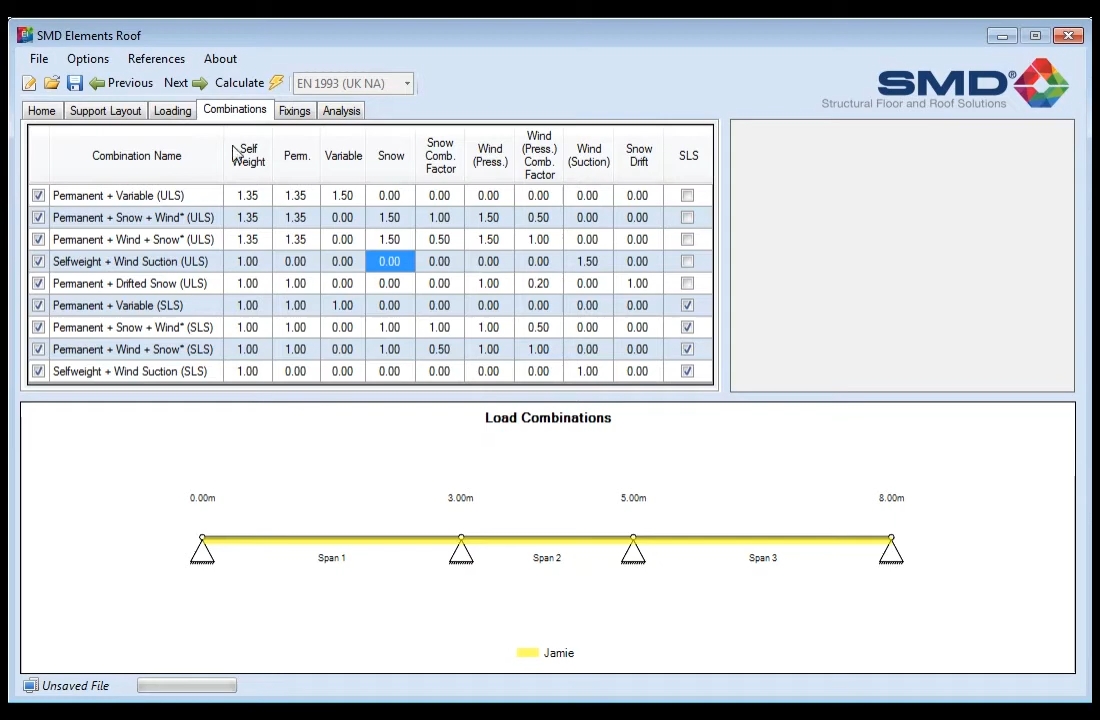 SMD Elements Roof
File Options References About
Previous Next Calculate EN 1993 (UK NA)
SMD®
Structural Floor and Roof Solutions
Home Support Layout Loading Combinations Fixings Analysis
Combination Name Self Weight Perm. Variable Snow Snow Comb. Factor Wind (Press.) Wind (Press.) Comb. Factor Wind (Suction) Snow Drift SLS
Permanent + Variable (ULS) 1.35 1.35 1.50 0.00 0.00 0.00 0.00 0.00 0.00
Permanent + Snow + Wind* (ULS) 1.35 1.35 0.00 1.50 1.00 1.50 0.50 0.00 0.00
Permanent + Wind + Snow* (ULS) 1.35 1.35 0.00 1.50 0.50 1.50 1.00 0.00 0.00
Selfweight + Wind Suction (ULS) 1.00 0.00 0.00 0.00 0.00 0.00 0.00 1.50 0.00
Permanent + Drifted Snow (ULS) 1.00 1.00 0.00 0.00 0.00 1.00 0.20 0.00 1.00
Permanent + Variable (SLS) 1.00 1.00 1.00 0.00 0.00 0.00 0.00 0.00 0.00
Permanent + Snow + Wind* (SLS) 1.00 1.00 0.00 1.00 1.00 1.00 0.50 0.00 0.00
Permanent + Wind + Snow* (SLS) 1.00 1.00 0.00 1.00 0.50 1.00 1.00 0.00 0.00
Selfweight + Wind Suction (SLS) 1.00 0.00 0.00 0.00 0.00 0.00 0.00 1.00 0.00
Load Combinations
0.00m 3.00m 5.00m 8.00m
Span 1 Span 2 Span 3
Jamie
Unsaved File